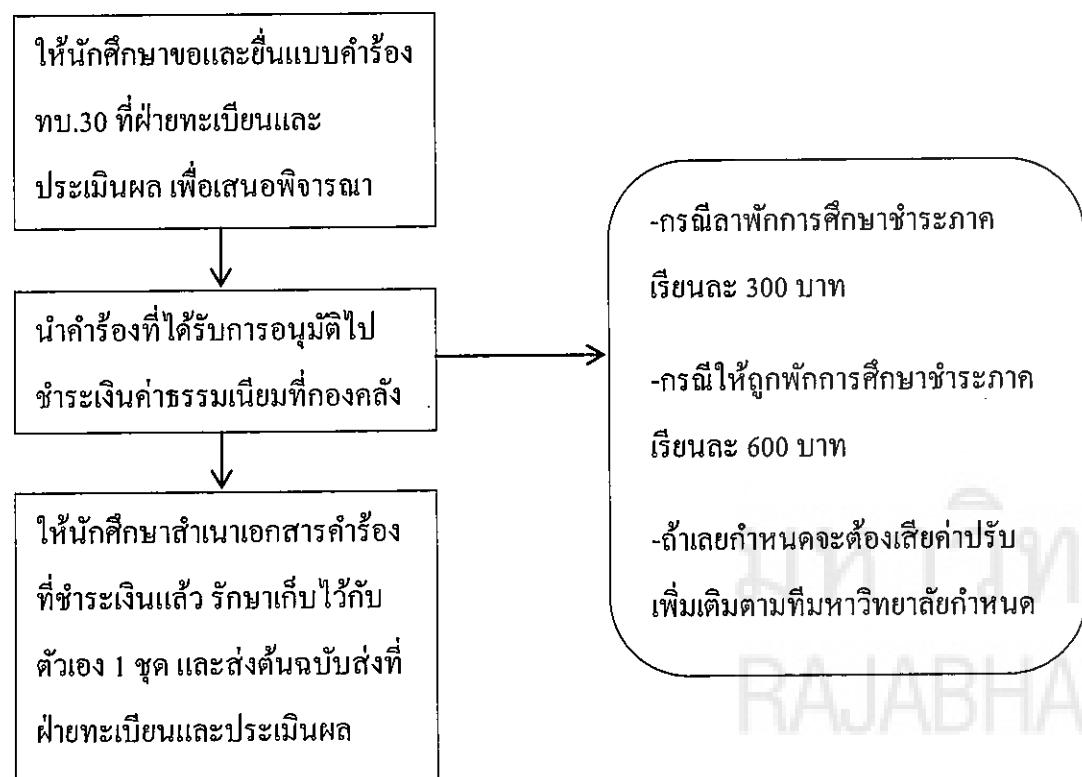 ให้นักศึกษาขอและยื่นแบบคำร้อง
ทบ.30 ที่ฝ่ายทะเบียนและ
ประเมินผล เพื่อเสนอพิจารณา
นำคำร้องที่ได้รับการอนุมัติไป
ชำระเงินค่าธรรมเนียมที่กองคลัง
ให้นักศึกษาสำเนาเอกสารคำร้อง
ที่ชำระเงินแล้ว รักษาเก็บไว้กับ
ตัวเอง 1 ชุด และส่งต้นฉบับส่งที่
ฝ่ายทะเบียนและประเมินผล
-กรณีลาพักการศึกษาชำระภาค
เรียนละ 300 บาท
-กรณีให้ถูกพักการศึกษาชำระภาค
เรียนละ 600 บาท
-ถ้าเลยกำหนดจะต้องเสียค่าปรับ
เพิ่มเติมตามทีมหาวิทยาลัยกำหนด
RAJABHA